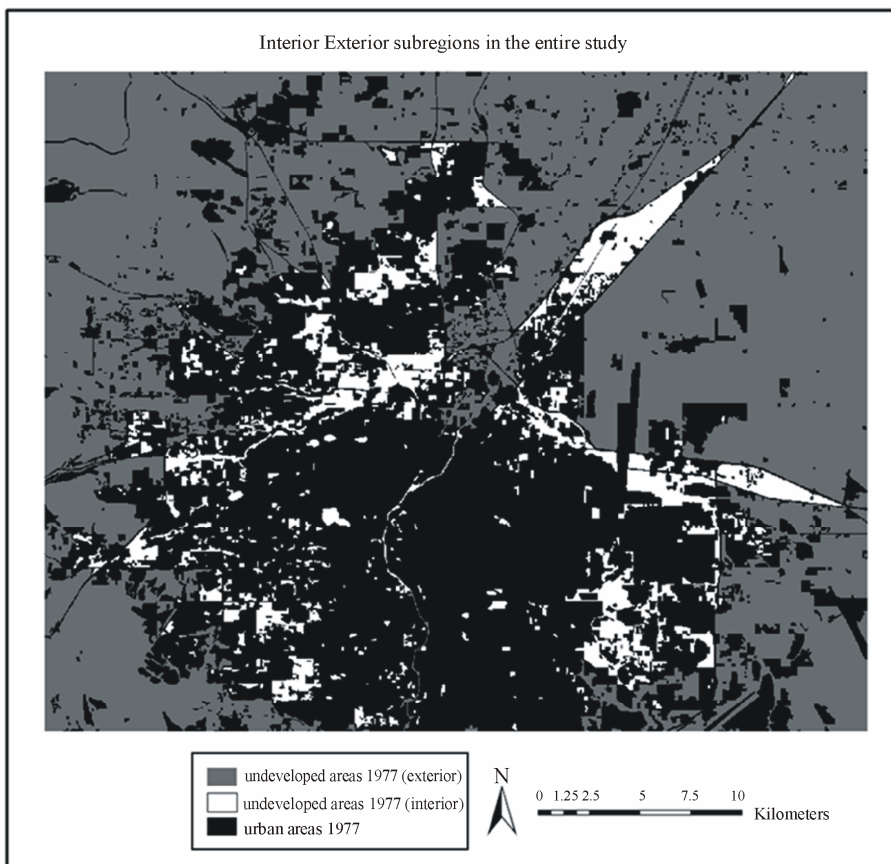 Interior Exterior subregions in the entire study
undeveloped areas 1977 (exterior)
undeveloped areas 1977 (interior)
urban areas 1977
N
0 1.25 2.5 5 7.5 10
Kilometers